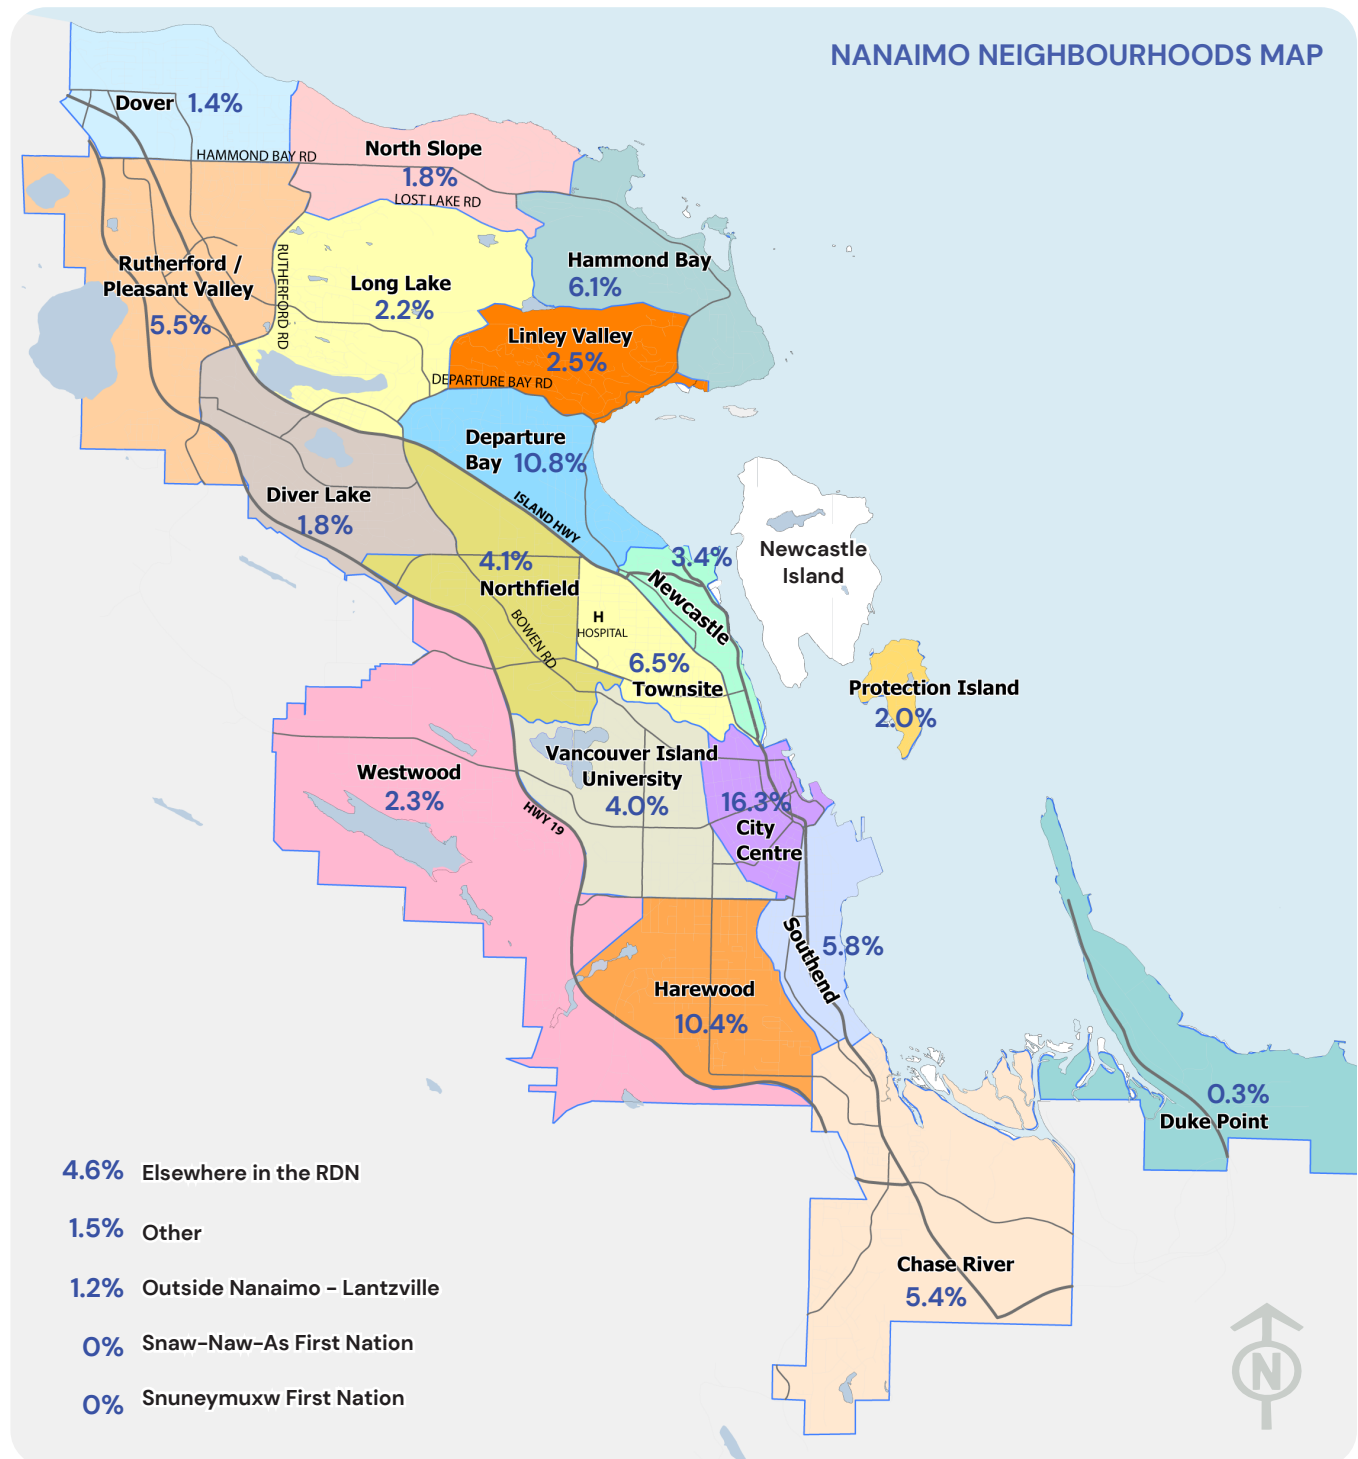 NANAIMO NEIGHBOURHOODS MAP
Dover 1.4%
HAMMOND BAY RD
North Slope
1.8%
LOST LAKE RD
Rutherford /
Pleasant Valley
5.5%
RUTHERFORD RD
Long Lake
2.2%
Hammond Bay
6.1%
Linley Valley
2.5%
DEPARTURE BAY RD
Departure
Bay 10.8%
ISLAND HWY
Diver Lake
1.8%
4.1%
Northfield
BOWEN RD
H
HOSPITAL
3.4%
Newcastle
Newcastle
Island
6.5%
Townsite
Protection Island
2.0%
Vancouver Island
University
4.0%
Westwood
2.3%
HWY 19
16.3%
City
Centre
Southend
5.8%
Harewood
10.4%
0.3%
Duke Point
Chase River
5.4%
4.6% Elsewhere in the RDN
1.5% Other
1.2% Outside Nanaimo - Lantzville
0% Snaw-Naw-As First Nation
0% Snuneymuxw First Nation
N